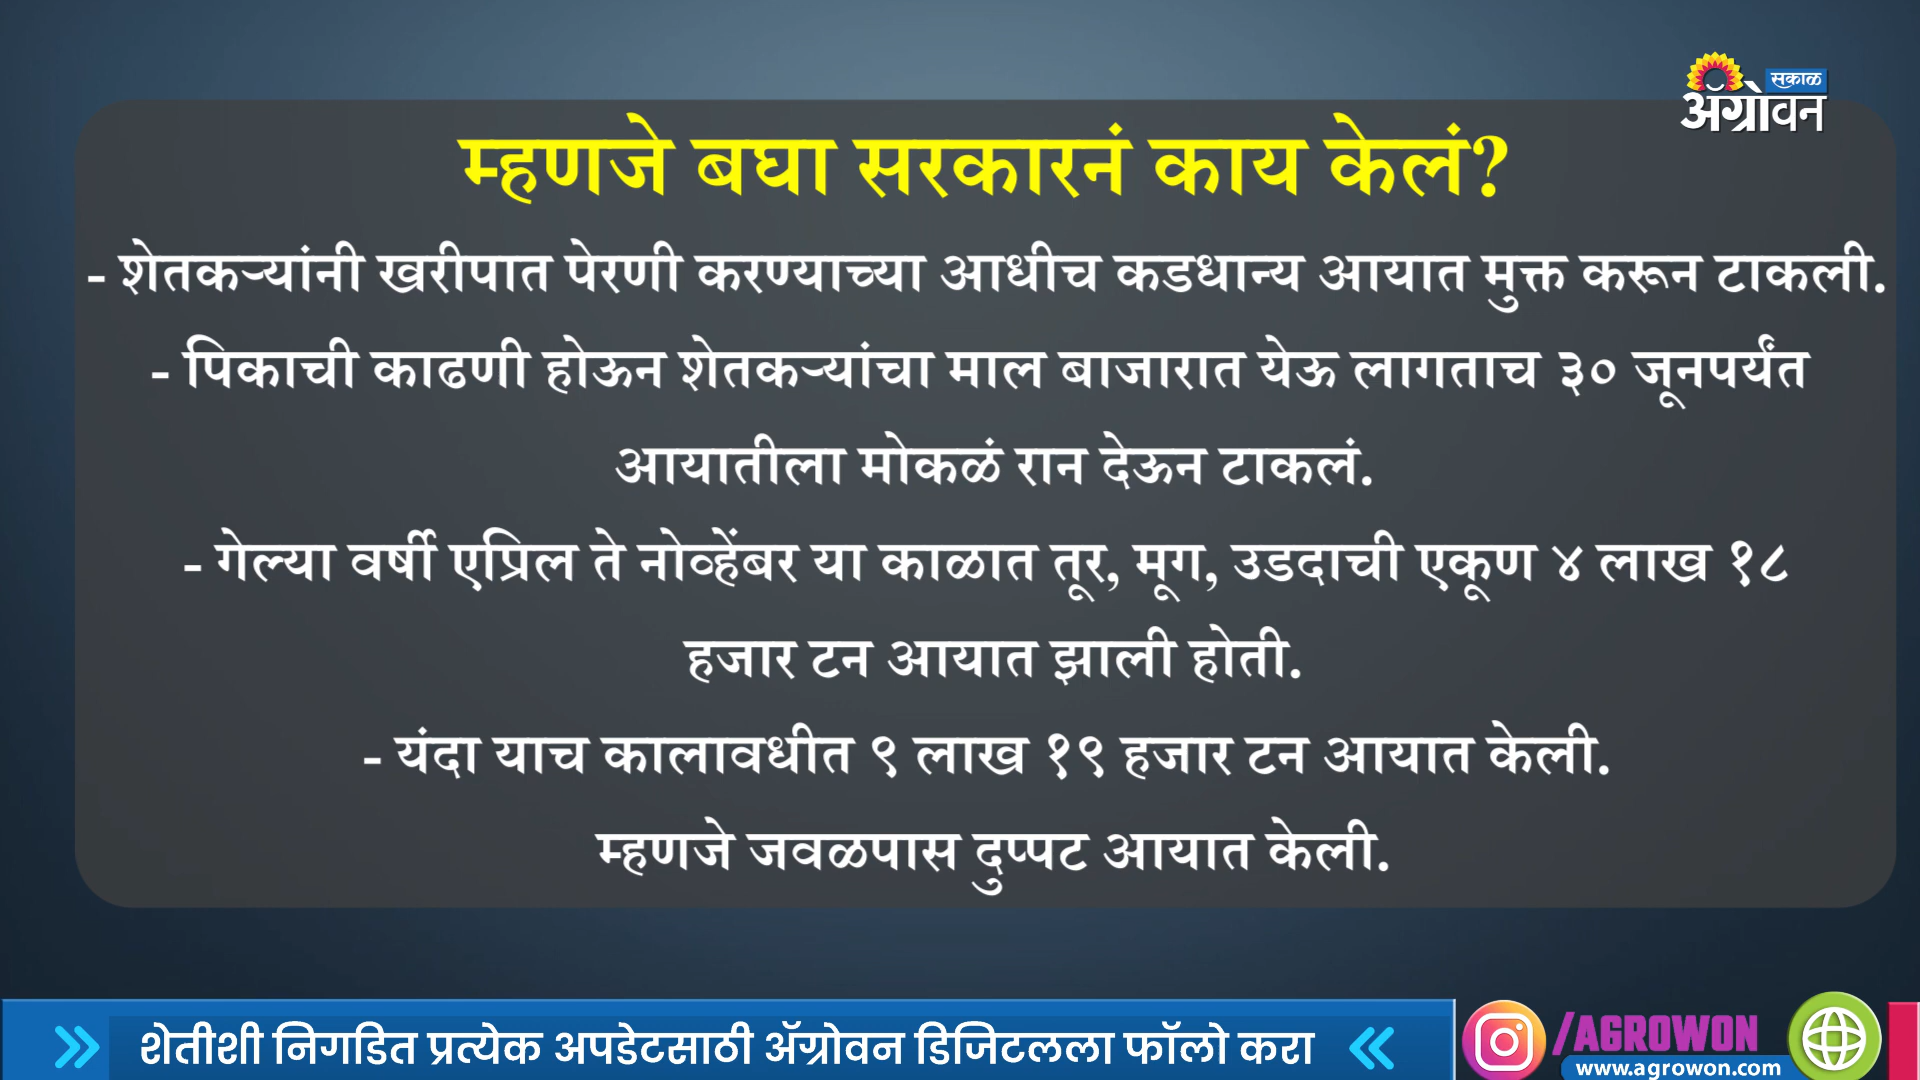 सकाळ
ॲग्रोवन
म्हणजे बघा सरकारनं काय केलं?
- शेतकऱ्यांनी खरीपात पेरणी करण्याच्या आधीच कडधान्य आयात मुक्त करून टाकली.
- पिकाची काढणी होऊन शेतकऱ्यांचा माल बाजारात येऊ लागताच ३० जूनपर्यंत
आयातीला मोकळं रान देऊन टाकलं.
- गेल्या वर्षी एप्रिल ते नोव्हेंबर या काळात तूर, मूग, उडदाची एकूण ४ लाख १८
हजार टन आयात झाली होती.
- यंदा याच कालावधीत ९ लाख १९ हजार टन आयात केली.
म्हणजे जवळपास दुप्पट आयात केली.
शेतीशी निगडित प्रत्येक अपडेटसाठी ॲग्रोवन डिजिटलला फॉलो करा
/AGROWON
www.agrowon.com